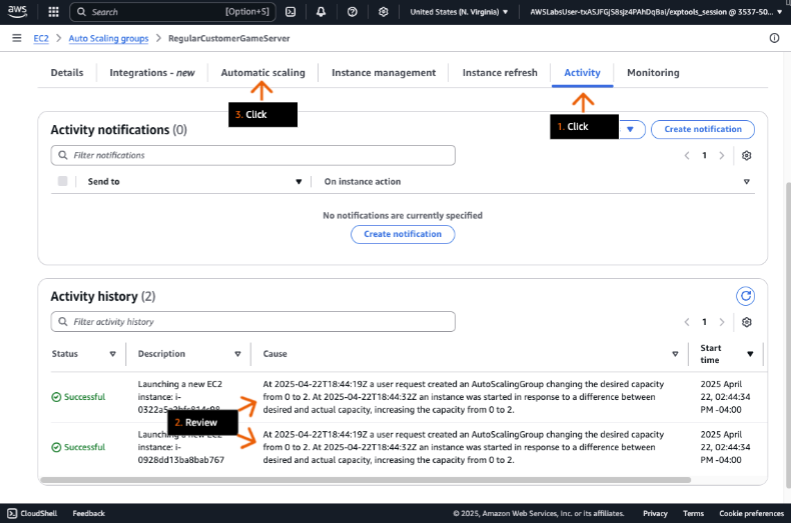 aws
Search [Option+S]
United States (N. Virginia)
EC2 > Auto Scaling groups > RegularCustomerGameServer
Details
Integrations - new
Automatic scaling
Instance management
Instance refresh
Activity
Monitoring
3. Click
1. Click
Activity notifications (0)
Create notification
Filter notifications
1
Send to
On instance action
No notifications are currently specified
Create notification
Activity history (2)
Filter activity history
1
Status
Description
Cause
Start
time
Successful
Launching a new EC2
instance: i-
At 2025-04-22T18:44:19Z a user request created an AutoScalingGroup changing the desired capacity
from 0 to 2. At 2025-04-22T18:44:32Z an instance was started in response to a difference between
desired and actual capacity, increasing the capacity from 0 to 2.
2025 April
22, 02:44:34
PM -04:00
2. Review
Successful
instance: i-
0928dd13ba8bab767
At 2025-04-22T18:44:19Z a user request created an AutoScalingGroup changing the desired capacity
from 0 to 2. At 2025-04-22T18:44:32Z an instance was started in response to a difference between
desired and actual capacity, increasing the capacity from 0 to 2.
2025 April
22, 02:44:34
PM -04:00
CloudShell
Feedback
© 2025, Amazon Web Services, Inc. or its affiliates.
Privacy
Terms
Cookie preferences